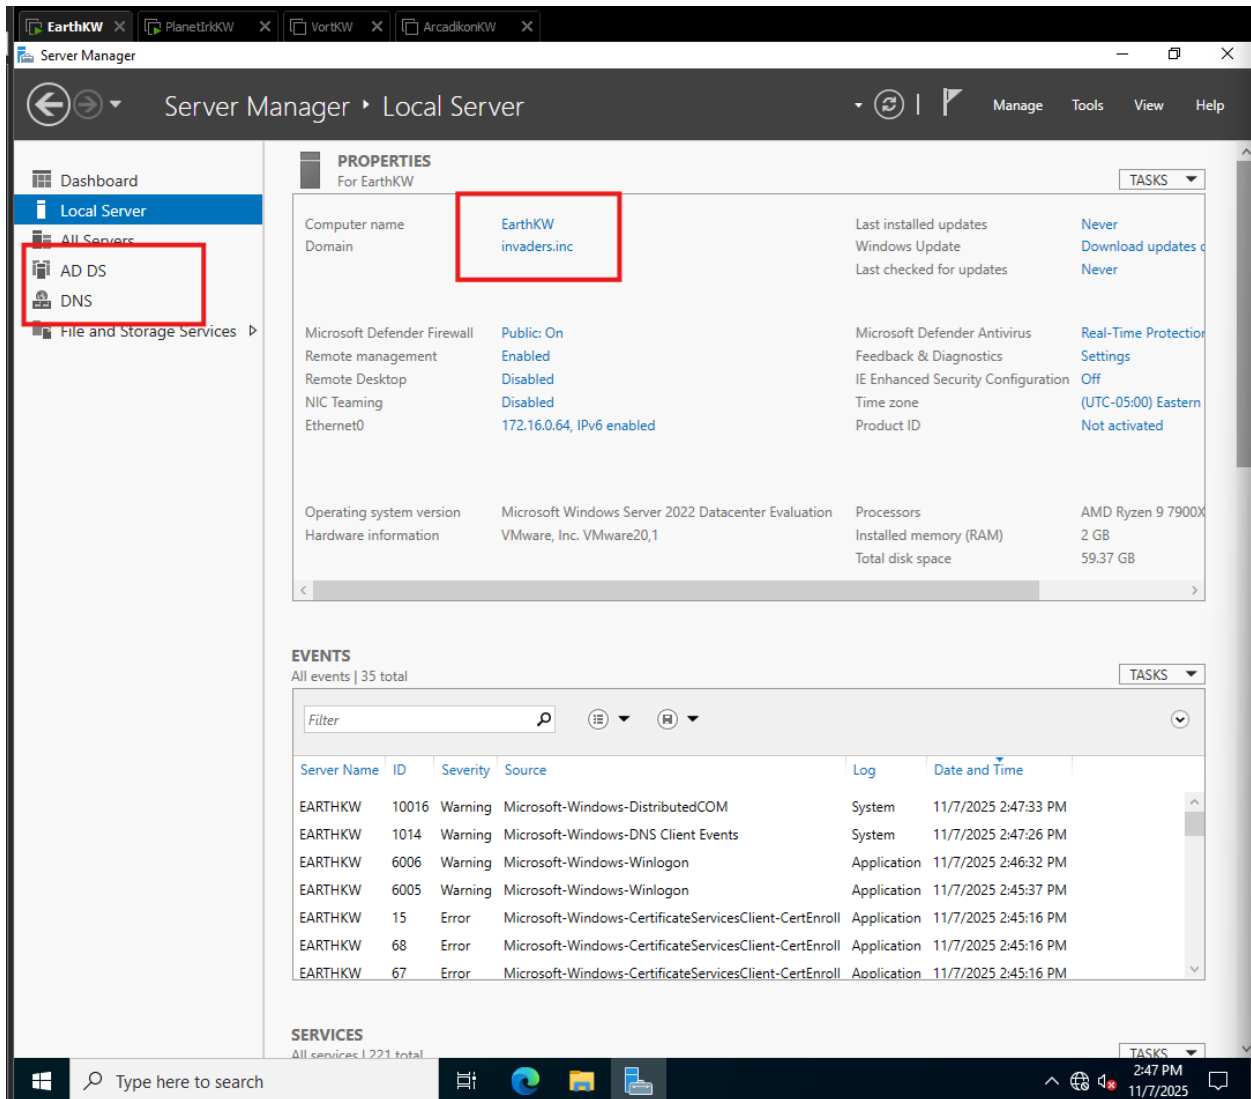 EarthKW PlanetIrkKW VortKW ArcadikonKW
Server Manager
Server Manager Local Server
Manage Tools View Help
Dashboard
Local Server
All Servers
AD DS
DNS
File and Storage Services
PROPERTIES
For EarthKW
TASKS
Computer name EarthKW Last installed updates Never
Domain invaders.inc Windows Update Download updates
Last checked for updates Never
Microsoft Defender Firewall Public: On Microsoft Defender Antivirus Real-Time Protection
Remote management Enabled Feedback & Diagnostics Settings
Remote Desktop Disabled IE Enhanced Security Configuration Off
NIC Teaming Disabled Time zone (UTC-05:00) Eastern
Ethernet0 172.16.0.64, IPv6 enabled Product ID Not activated
Operating system version Microsoft Windows Server 2022 Datacenter Evaluation Processors AMD Ryzen 9 7900X
Hardware information VMware, Inc. VMware20,1 Installed memory (RAM) 2 GB
Total disk space 59.37 GB
EVENTS
All events | 35 total
TASKS
Filter
Server Name ID Severity Source Log Date and Time
EARTHKW 10016 Warning Microsoft-Windows-DistributedCOM System 11/7/2025 2:47:33 PM
EARTHKW 1014 Warning Microsoft-Windows-DNS Client Events System 11/7/2025 2:47:26 PM
EARTHKW 6006 Warning Microsoft-Windows-Winlogon Application 11/7/2025 2:46:32 PM
EARTHKW 6005 Warning Microsoft-Windows-Winlogon Application 11/7/2025 2:45:37 PM
EARTHKW 15 Error Microsoft-Windows-CertificateServicesClient-CertEnroll Application 11/7/2025 2:45:16 PM
EARTHKW 68 Error Microsoft-Windows-CertificateServicesClient-CertEnroll Application 11/7/2025 2:45:16 PM
EARTHKW 67 Error Microsoft-Windows-CertificateServicesClient-CertEnroll Application 11/7/2025 2:45:16 PM
SERVICES
All services | 221 total
TASKS
Type here to search
2:47 PM
11/7/2025